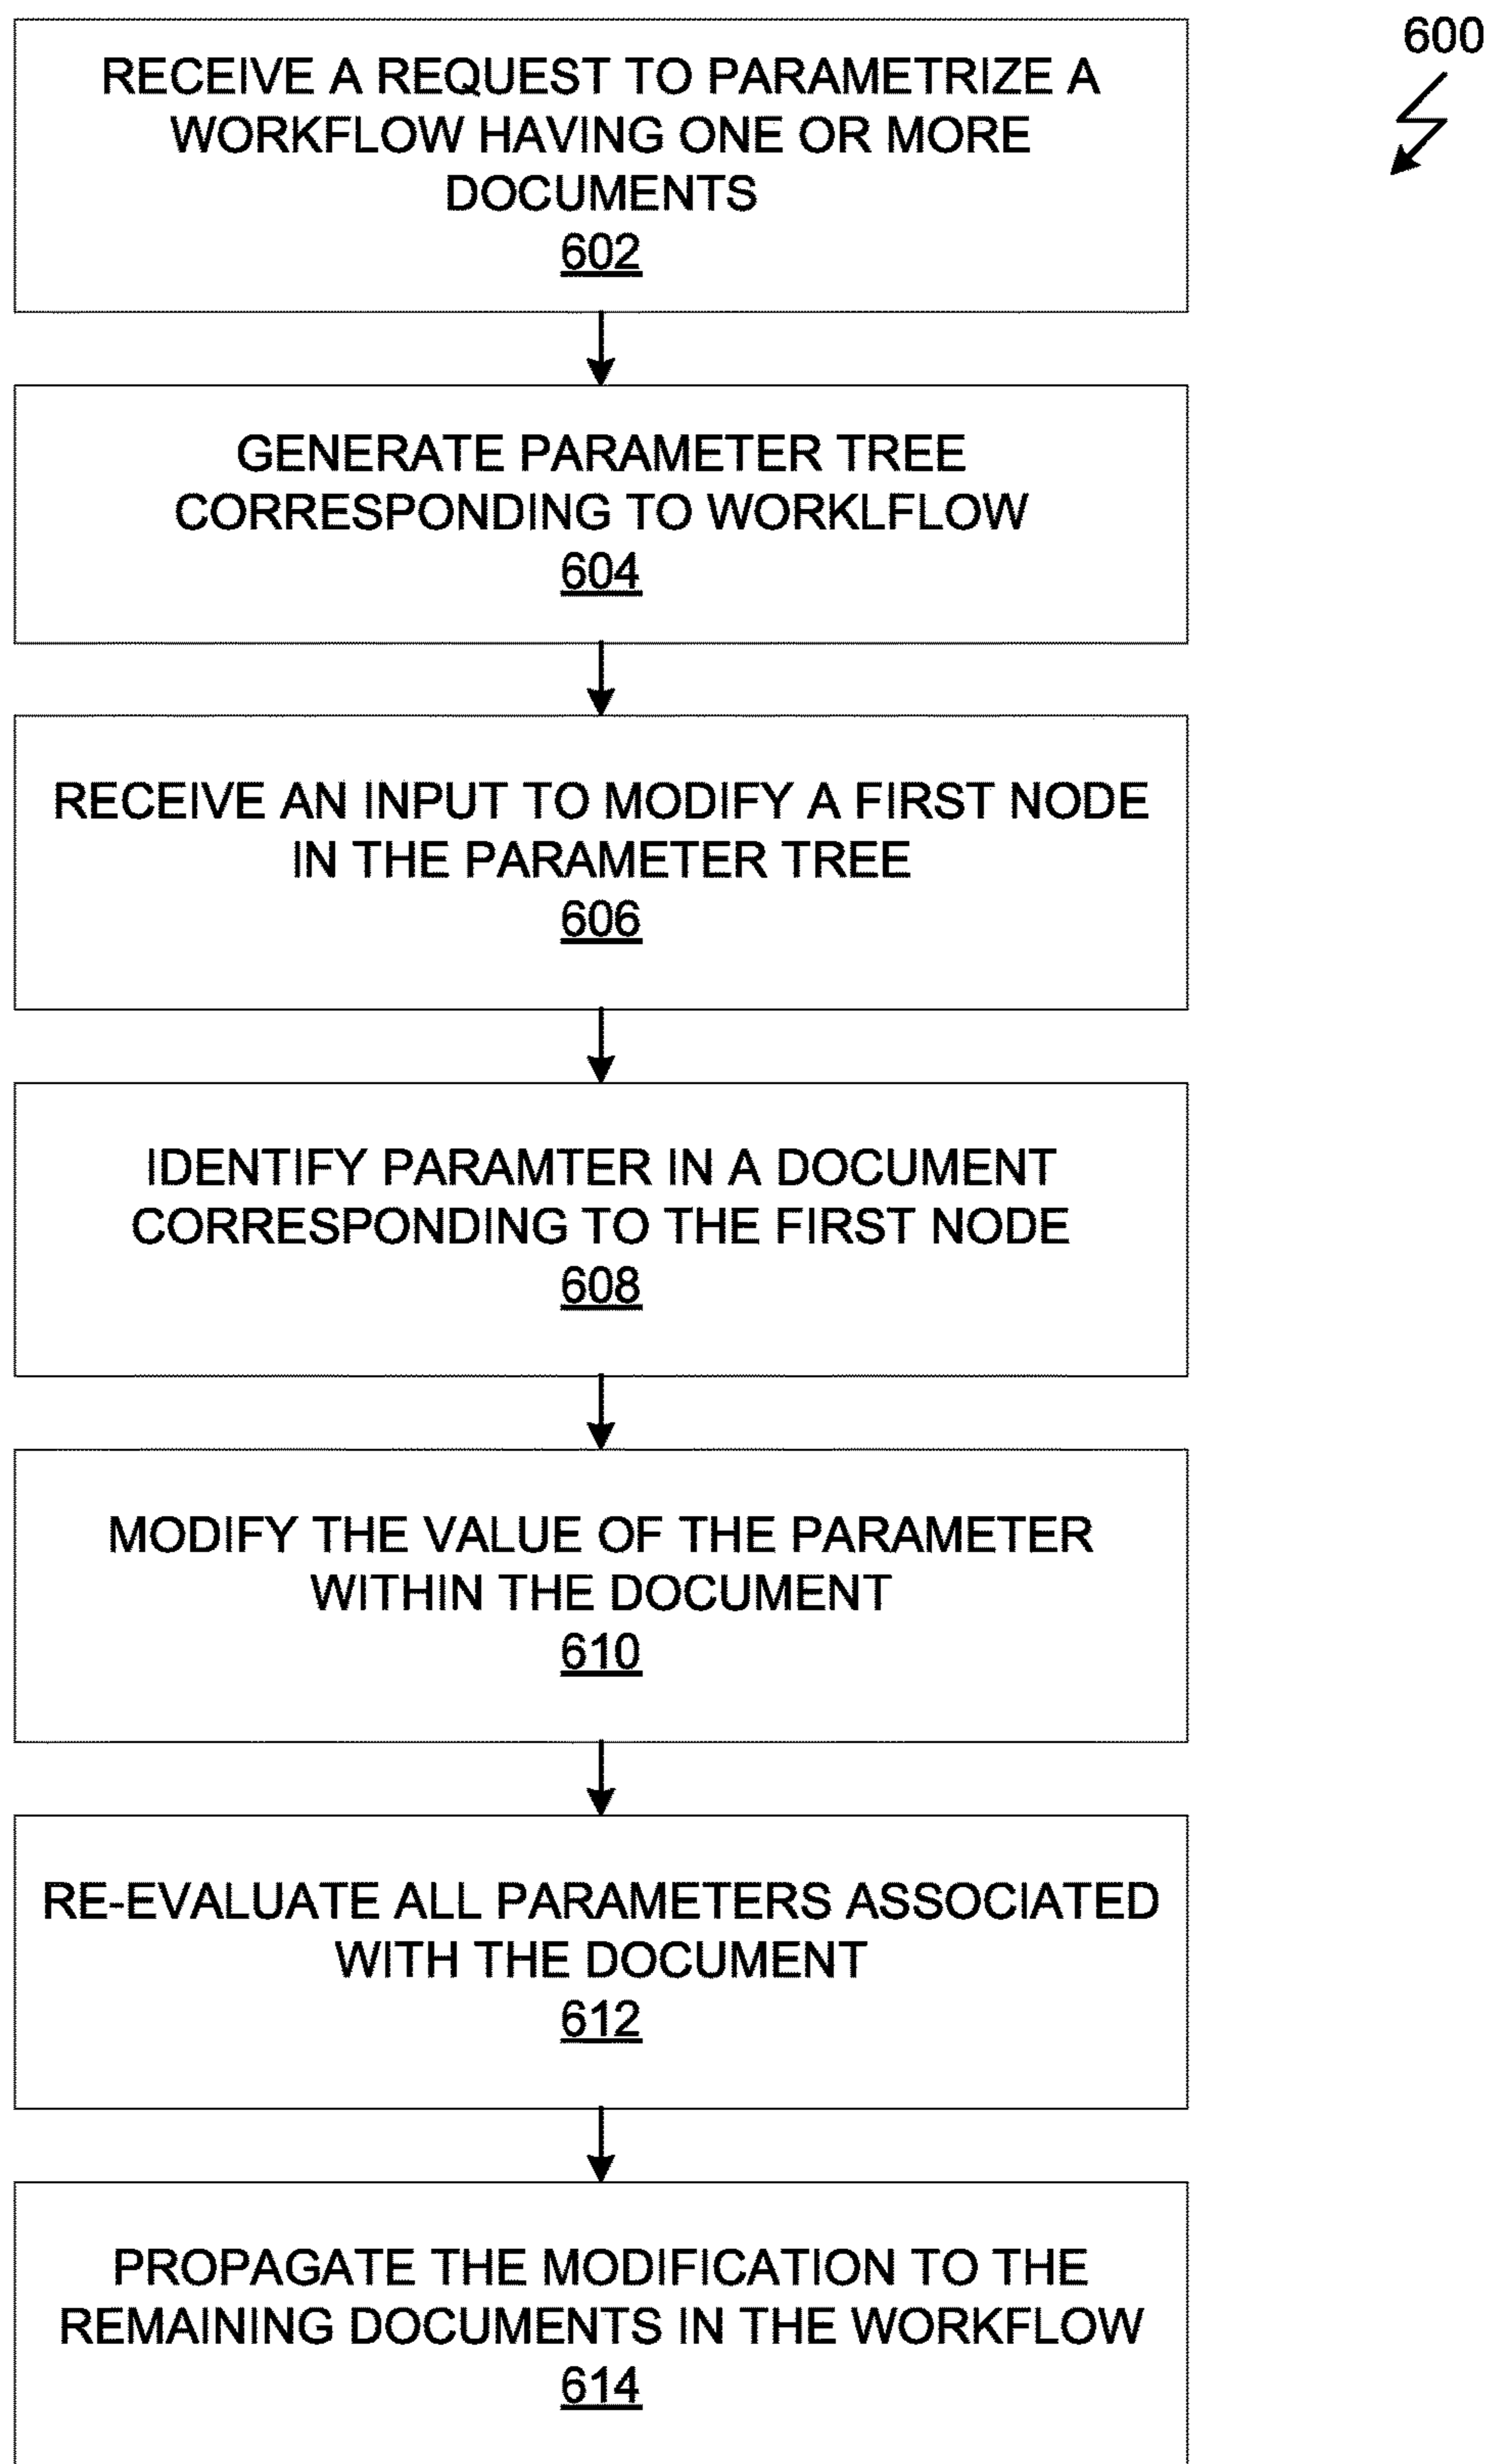 600
RECEIVE A REQUEST TO PARAMETRIZE A
WORKFLOW HAVING ONE OR MORE
DOCUMENTS
602
GENERATE PARAMETER TREE
CORRESPONDING TO WORKLFLOW
604
RECEIVE AN INPUT TO MODIFY A FIRST NODE
IN THE PARAMETER TREE
606
IDENTIFY PARAMTER IN A DOCUMENT
CORRESPONDING TO THE FIRST NODE
608
MODIFY THE VALUE OF THE PARAMETER
WITHIN THE DOCUMENT
610
RE-EVALUATE ALL PARAMETERS ASSOCIATED
WITH THE DOCUMENT
612
PROPAGATE THE MODIFICATION TO THE
REMAINING DOCUMENTS IN THE WORKFLOW
614